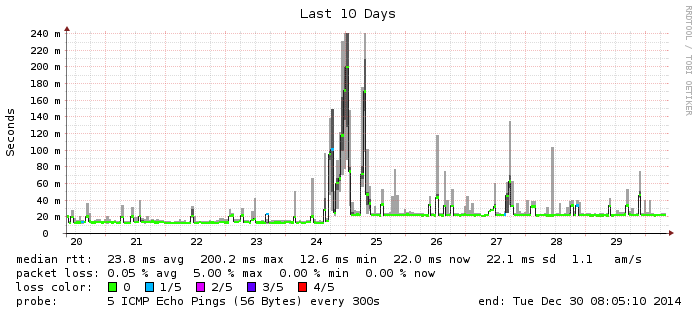 Last 10 Days
RRDTOOL / TOBI OETIKER
Seconds
240 m
220 m
200 m
180 m
160 m
140 m
120 m
100 m
80 m
60 m
40 m
20 m
0
20 21 22 23 24 25 26 27 28 29
median rtt: 23.8 ms avg 200.2 ms max 12.6 ms min 22.0 ms now 22.1 ms sd 1.1 am/s
packet loss: 0.05 % avg 5.00 % max 0.00 % min 0.00 % now
loss color: 0 1/5 2/5 3/5 4/5
probe: 5 ICMP Echo Pings (56 Bytes) every 300s end: Tue Dec 30 08:05:10 2014